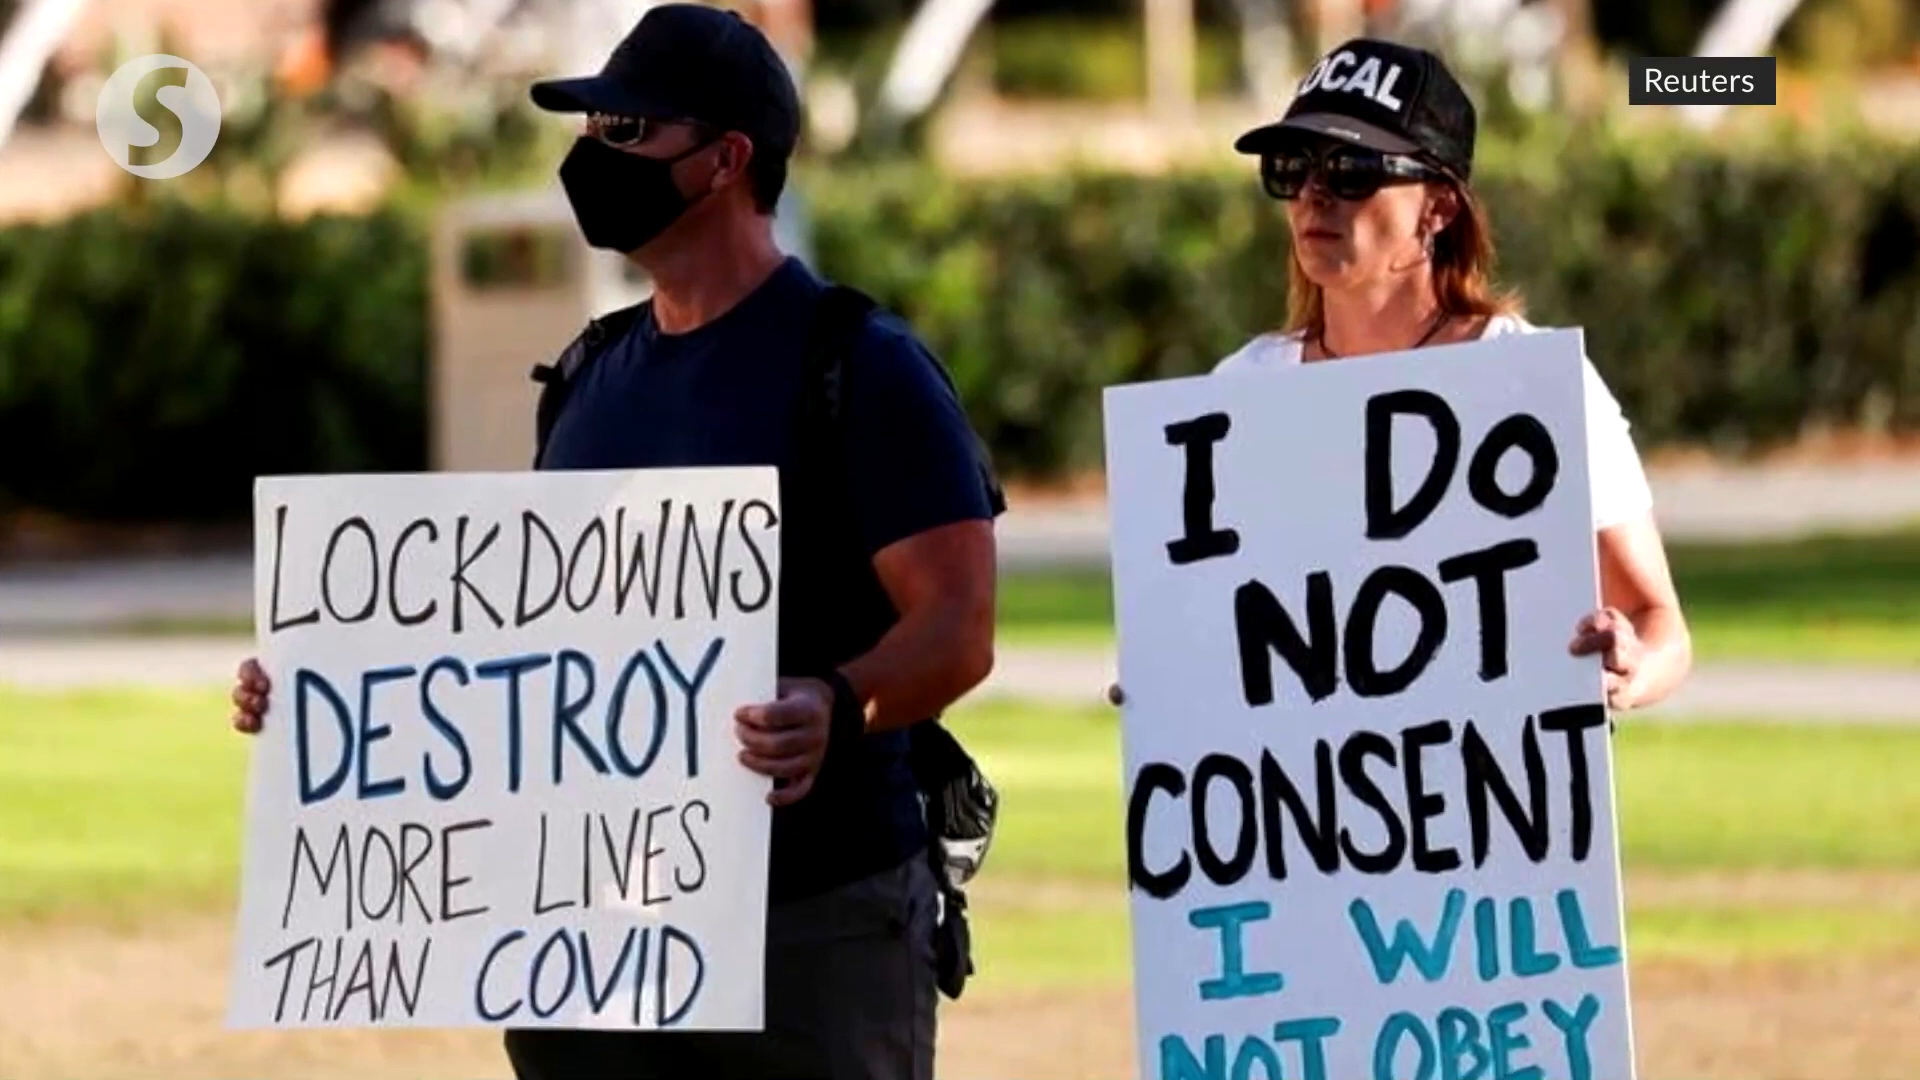 S
Reuters
OCAL
LOCKDOWNS
DESTROY
MORE LIVES
THAN COVID
I Do
NOT
CONSENT
I WILL
NOT OBEY